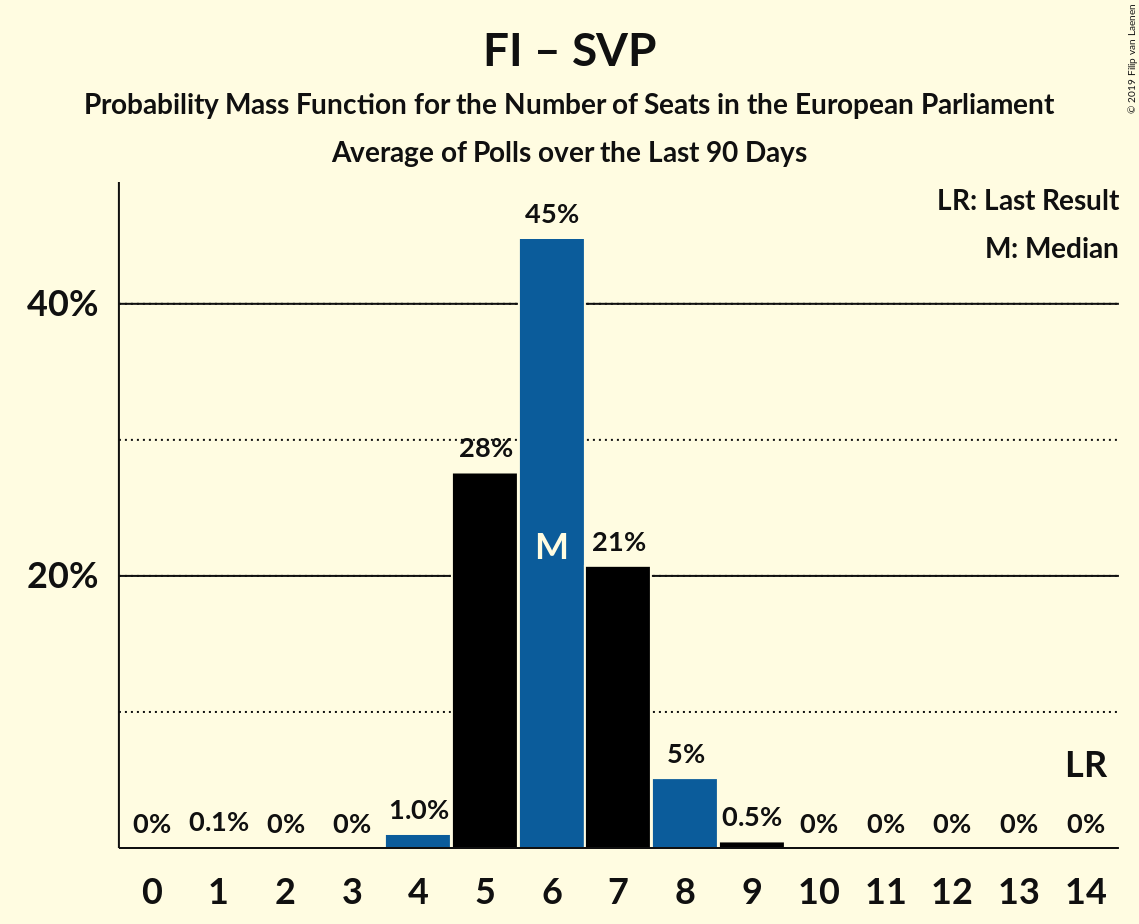 FI – SVP
Probability Mass Function for the Number of Seats in the European Parliament
Average of Polls over the Last 90 Days
© 2019 Filip van Laenen
LR: Last Result
M: Median
45%
40%
28%
M
21%
20%
5%
LR
0% 0.1% 0% 0% 1.0% 0.5% 0% 0% 0% 0% 0%
0 1 2 3 4 5 6 7 8 9 10 11 12 13 14